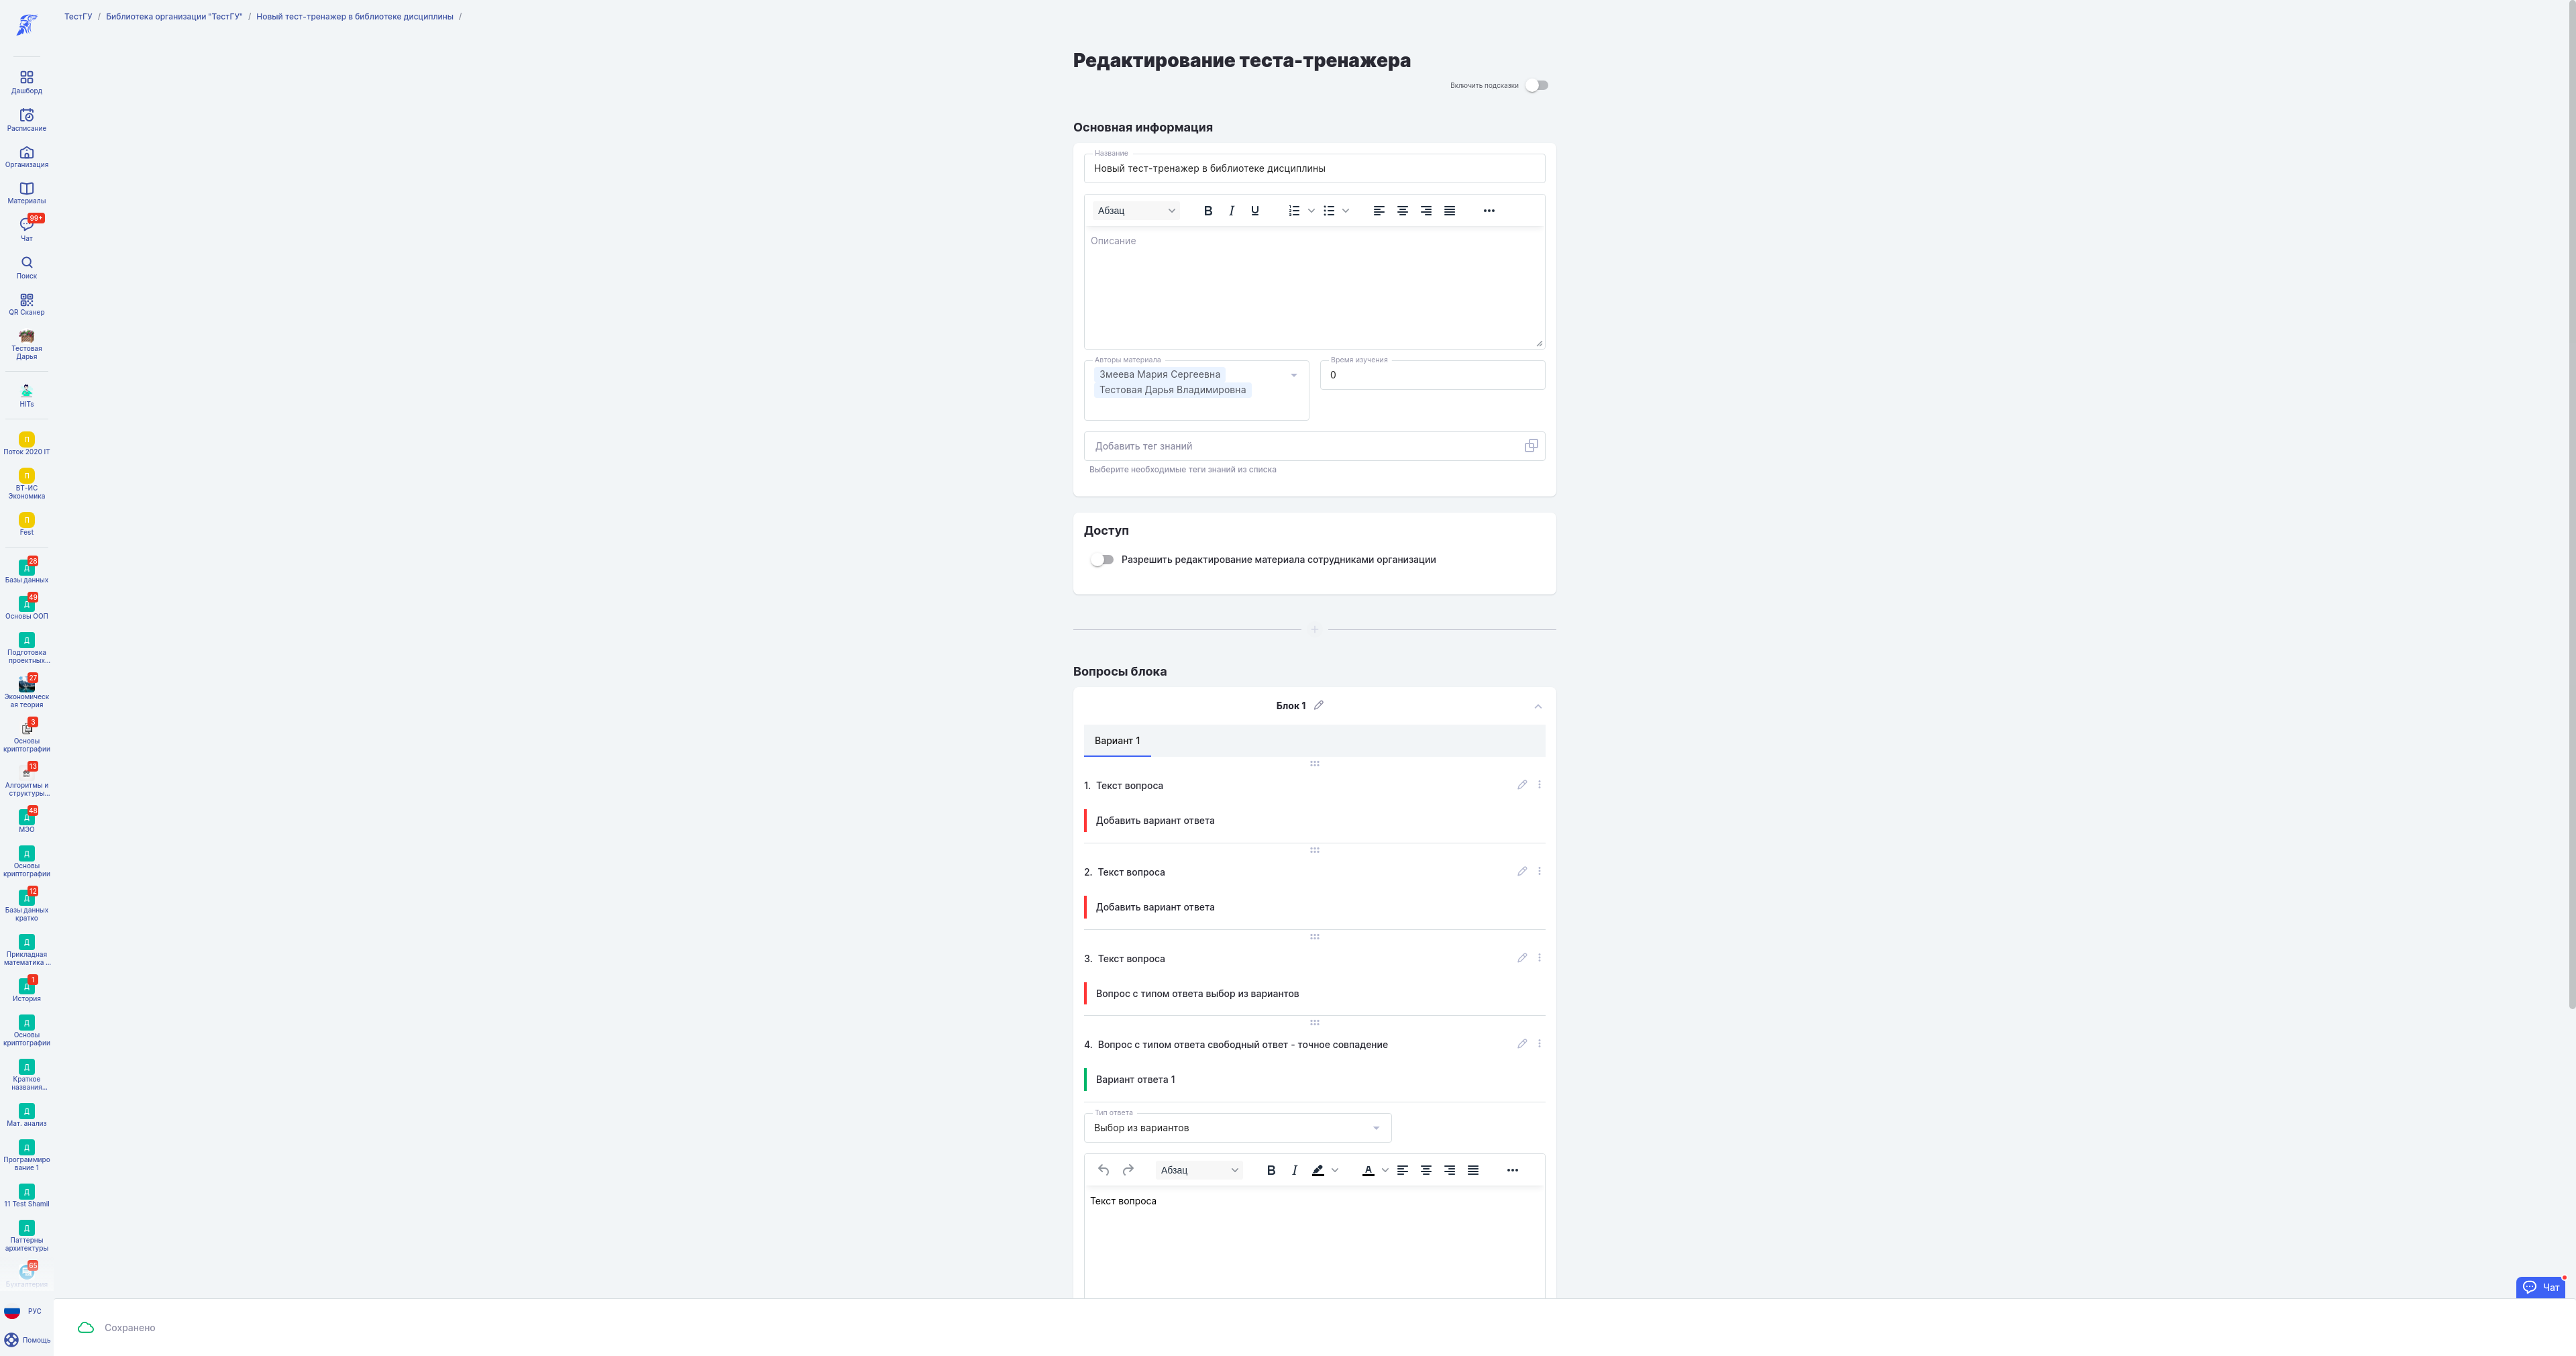 ТестГУ / Библиотека организации "ТестГУ" / Новый тест-тренажер в библиотеке дисциплины /
Дашборд
Расписание
Организация
Материалы
99+
Чат
Поиск
QR Сканер
Тестовая
Дарья
HITs
П
Поток 2020 IT
П
ВТ-ИС
Экономика
П
Fest
28
Д
Базы данных
49
Д
Основы ООП
Д
Подготовка
проектных...
27
Экономическ
ая теория
3
Основы
криптографии
13
Алгоритмы и
структуры...
48
Д
МЭО
Д
Основы
криптографии
12
Д
Базы данных
кратко
Д
Прикладная
математика ...
1
Д
История
Д
Основы
криптографии
Д
Краткое
названия...
Д
Мат. анализ
Д
Программиро
вание 1
Д
11 Test Shamil
Д
Паттерны
архитектуры
65
Бухгалтерия
РУС
Помощь
Редактирование теста-тренажера
Включить подсказки
Основная информация
Название
Новый тест-тренажер в библиотеке дисциплины
Абзац
Описание
Авторы материала
Змеева Мария Сергеевна
Тестовая Дарья Владимировна
Время изучения
0
Добавить тег знаний
Выберите необходимые теги знаний из списка
Доступ
Разрешить редактирование материала сотрудниками организации
Вопросы блока
Блок 1
Вариант 1
1. Текст вопроса
Добавить вариант ответа
2. Текст вопроса
Добавить вариант ответа
3. Текст вопроса
Вопрос с типом ответа выбор из вариантов
4. Вопрос с типом ответа свободный ответ - точное совпадение
Вариант ответа 1
Тип ответа
Выбор из вариантов
Абзац
Текст вопроса
Чат
Сохранено